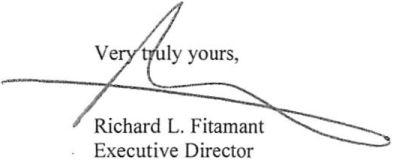 Very truly yours,
Richard L. Fitamant
Executive Director